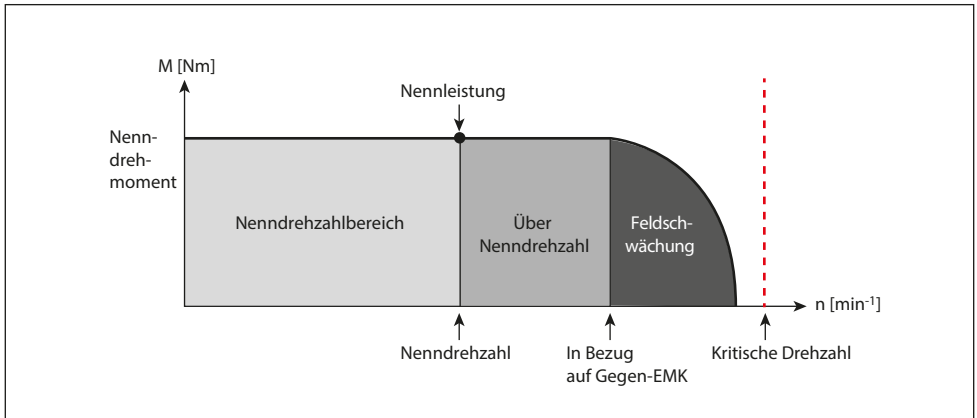 M [Nm]
Nennleistung
Nenn-
dreh-
moment
Nenndrehzahlbereich
Über
Nenndrehzahl
Feldsch-
wächung
n [min⁻¹]
Nenndrehzahl
In Bezug
auf Gegen-EMK
Kritische Drehzahl